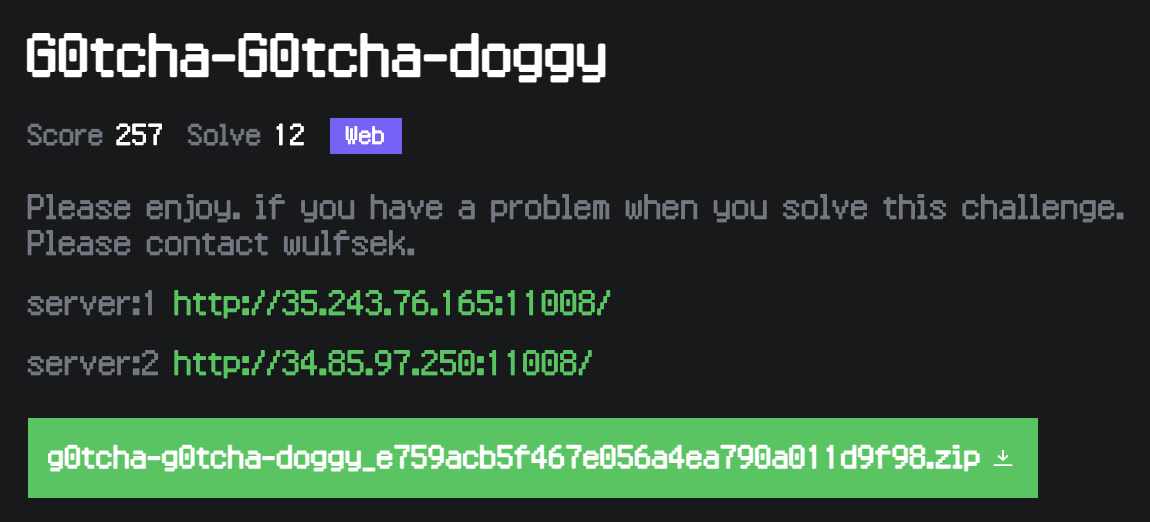 G0tcha-G0tcha-doggy
Score 257 Solve 12 Web
Please enjoy. if you have a problem when you solve this challenge.
Please contact wulfsek.
server:1 http://35.243.76.165:11008/
server:2 http://34.85.97.250:11008/
g0tcha-g0tcha-doggy_e759acb5f467e056a4ea790a011d9f98.zip